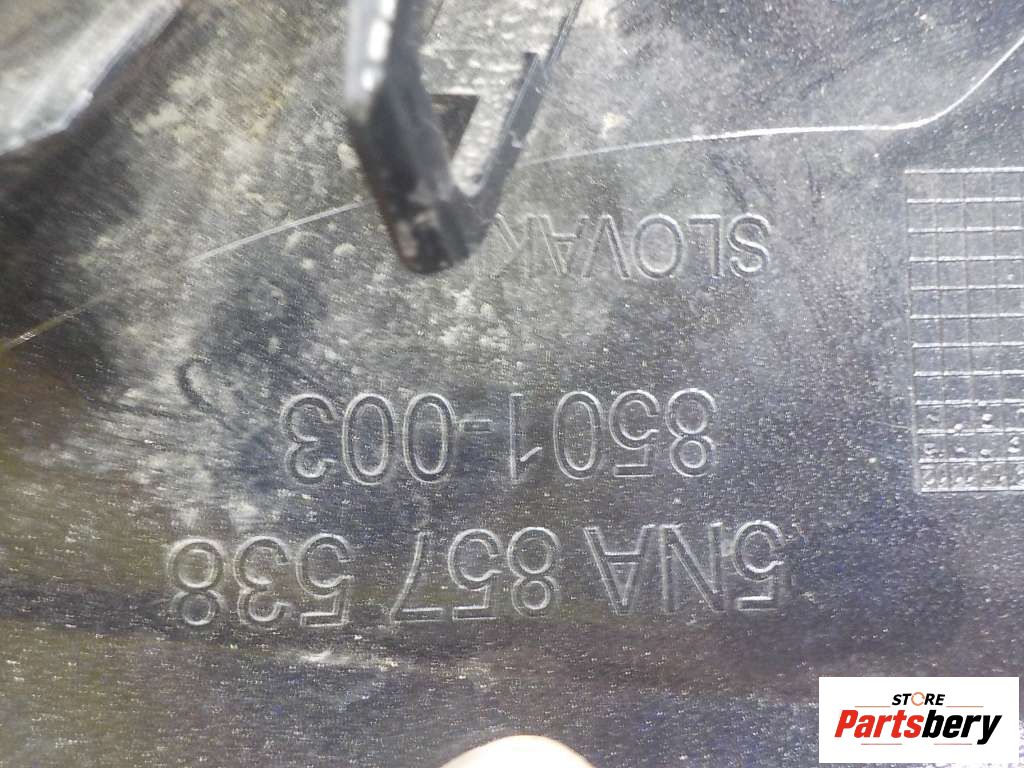 5NA 857 538
8501-003
SLOVAK
STORE
Partsbery